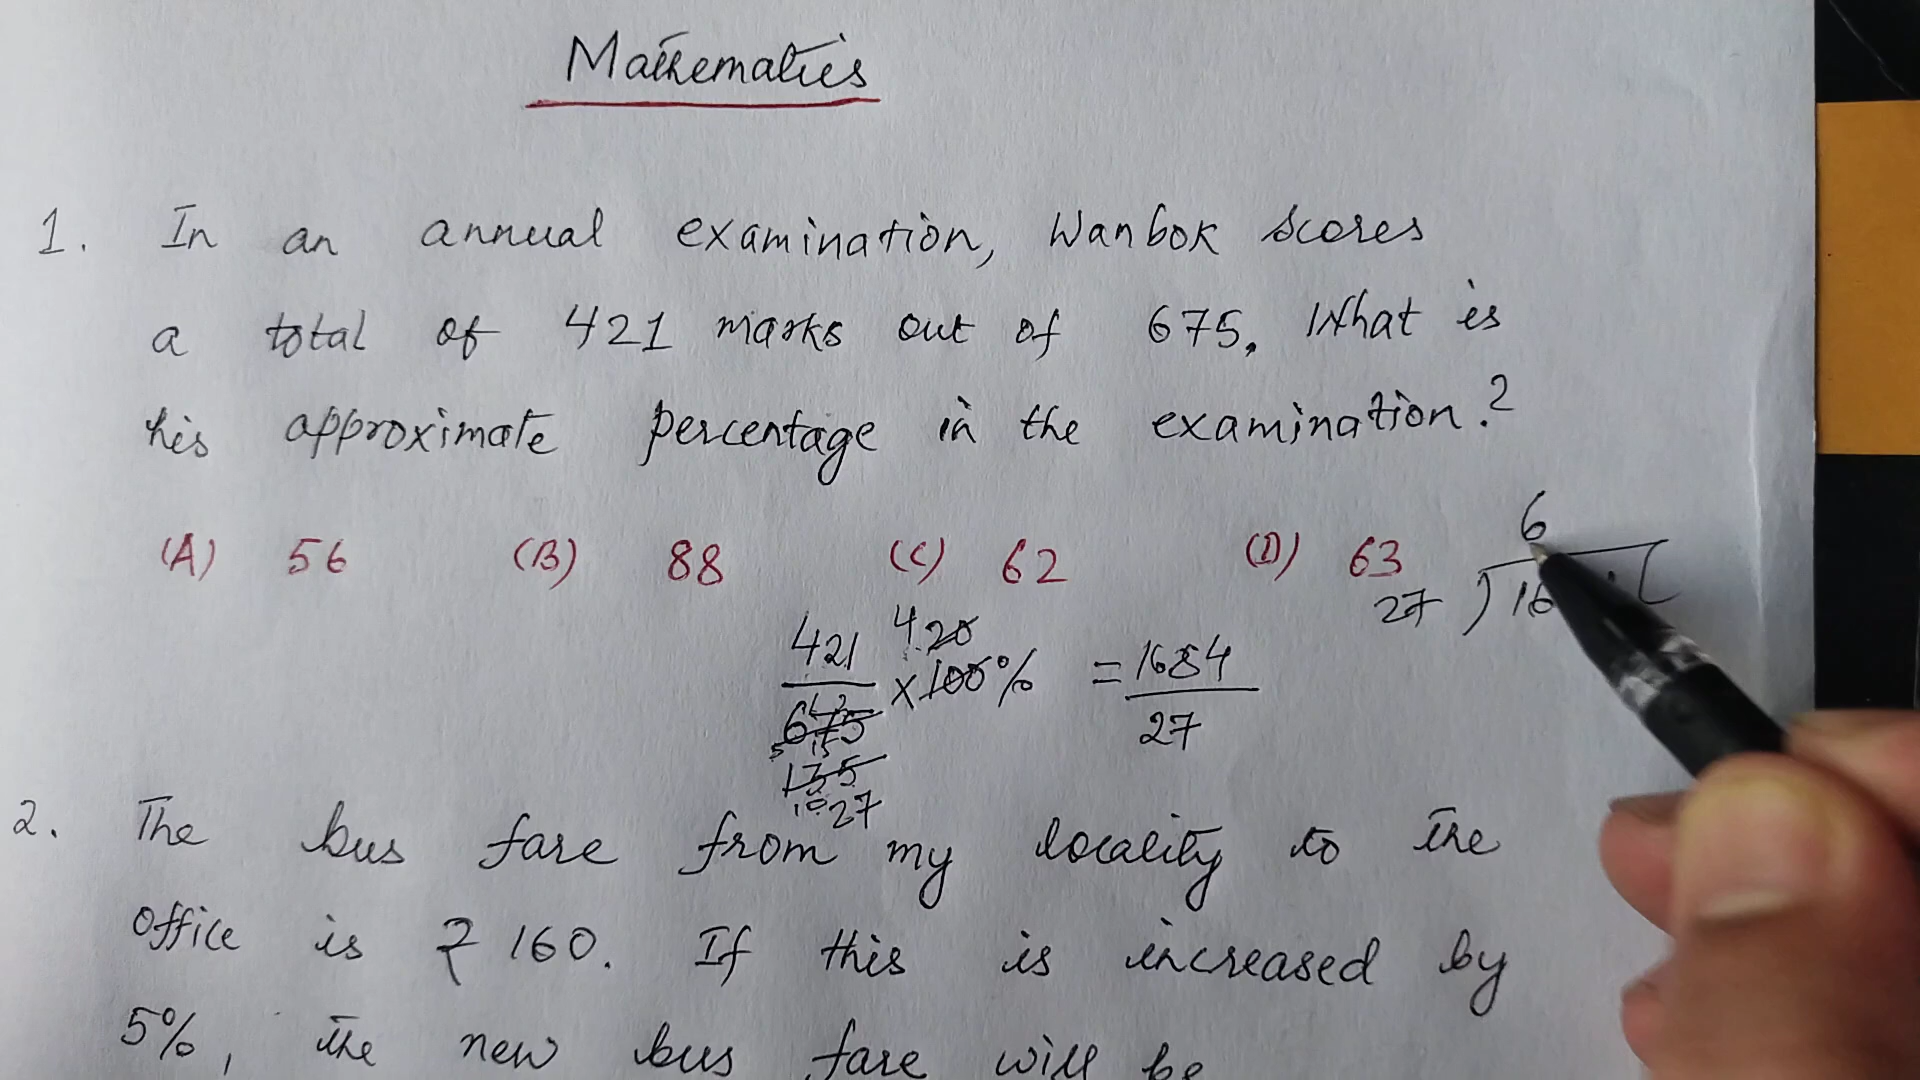 Mathematics
1. In an annual examination, Wanbok scores
a total of 421 marks out of 675. What is
his approximate percentage in the examination?
(A) 56 (B) 88 (C) 62 (D) 63
6
27 ) 16
421 4 20
675 × 100% = 1684
27
135
27
2. The bus fare from my locality to the
office is ₹ 160. If this is increased by
5%, the new bus fare will be